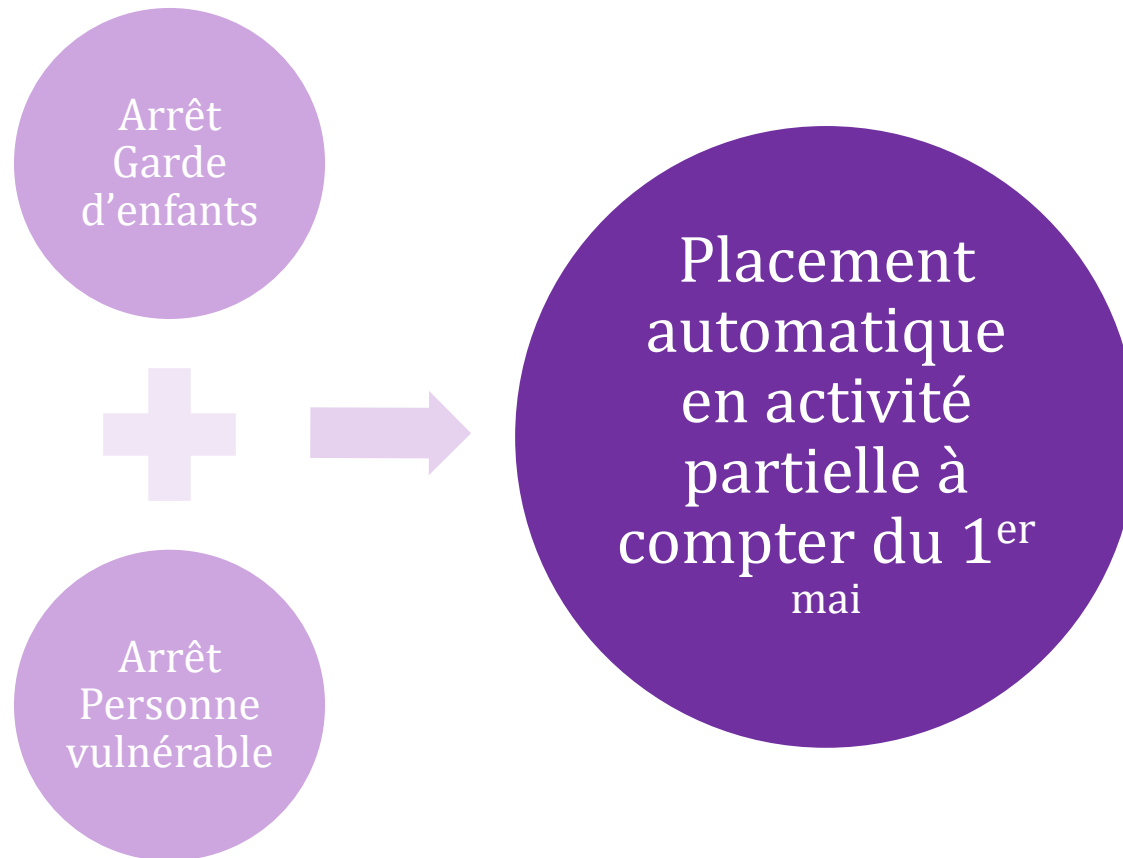 Arrêt
Garde
d’enfants
Arrêt
Personne
vulnérable
Placement
automatique
en activité
partielle à
compter du 1er
mai